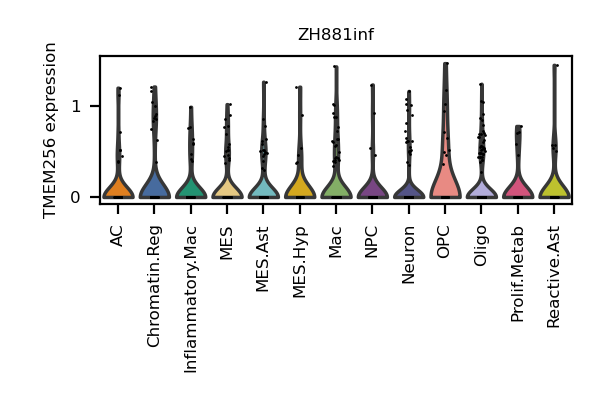 ZH881inf
TMEM256 expression
1
0
AC
Chromatin.Reg
Inflammatory.Mac
MES
MES.Ast
MES.Hyp
Mac
NPC
Neuron
OPC
Oligo
Prolif.Metab
Reactive.Ast